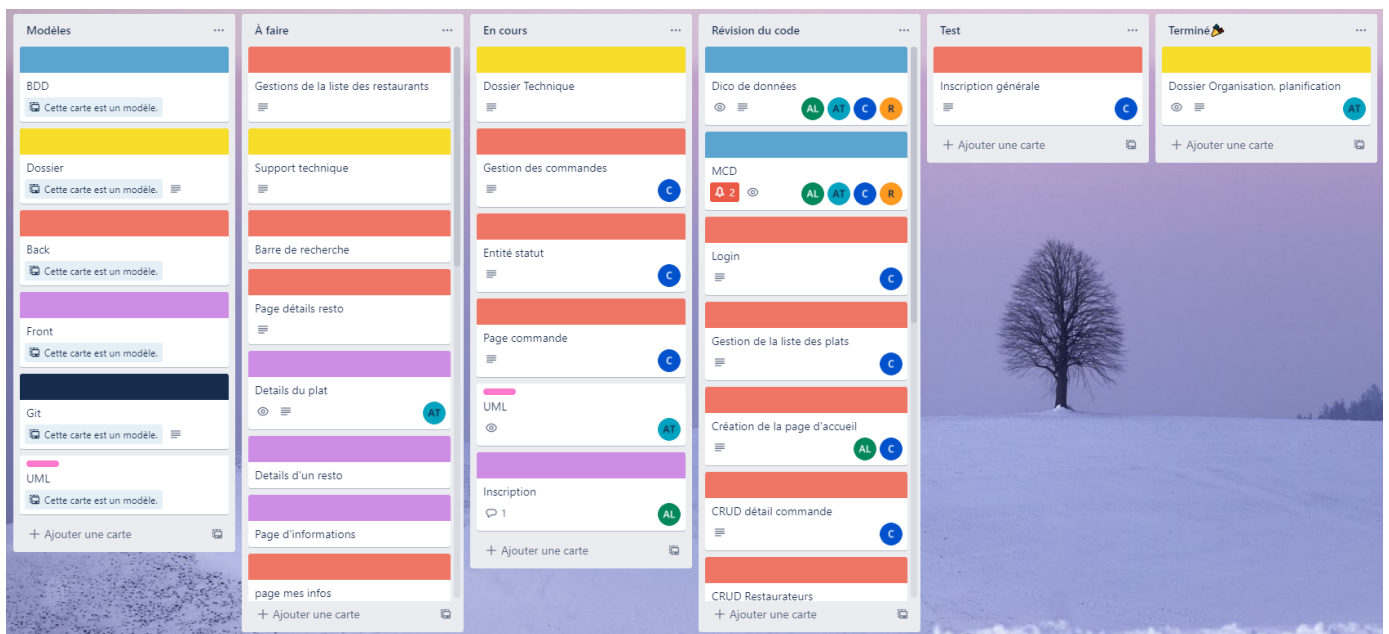 Modèles
BDD
Cette carte est un modèle.
Dossier
Cette carte est un modèle.
Back
Cette carte est un modèle.
Front
Cette carte est un modèle.
Git
Cette carte est un modèle.
UML
Cette carte est un modèle.
+ Ajouter une carte
À faire
Gestions de la liste des restaurants
Support technique
Barre de recherche
Page détails resto
Details du plat
AT
Details d'un resto
Page d'informations
page mes infos
+ Ajouter une carte
En cours
Dossier Technique
Gestion des commandes
C
Entité statut
C
Page commande
C
UML
AT
Inscription
1
AL
+ Ajouter une carte
Révision du code
Dico de données
AL AT C R
MCD
2 AL AT C R
Login
C
Gestion de la liste des plats
C
Création de la page d'accueil
AL C
CRUD détail commande
C
CRUD Restaurateurs
+ Ajouter une carte
Test
Inscription générale
C
+ Ajouter une carte
Terminé
Dossier Organisation, planification
AT
+ Ajouter une carte